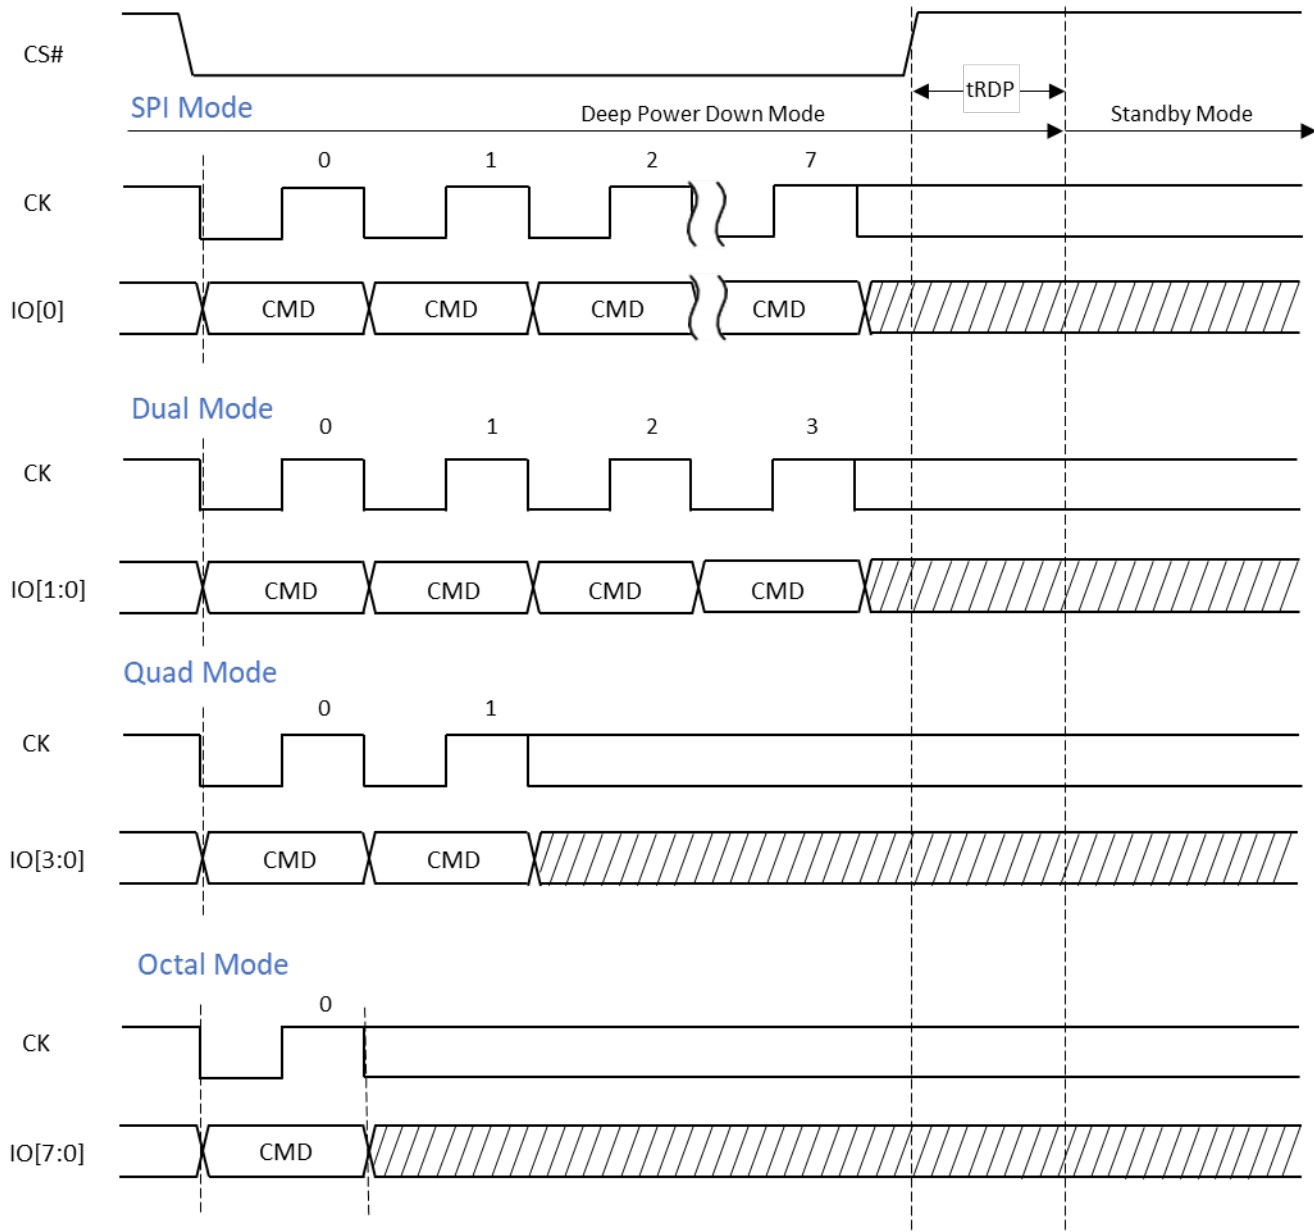 CS#
tRDP
SPI Mode
Deep Power Down Mode
Standby Mode
0 1 2 7
CK
IO[0] CMD CMD CMD CMD
Dual Mode
0 1 2 3
CK
IO[1:0] CMD CMD CMD CMD
Quad Mode
0 1
CK
IO[3:0] CMD CMD
Octal Mode
0
CK
IO[7:0] CMD